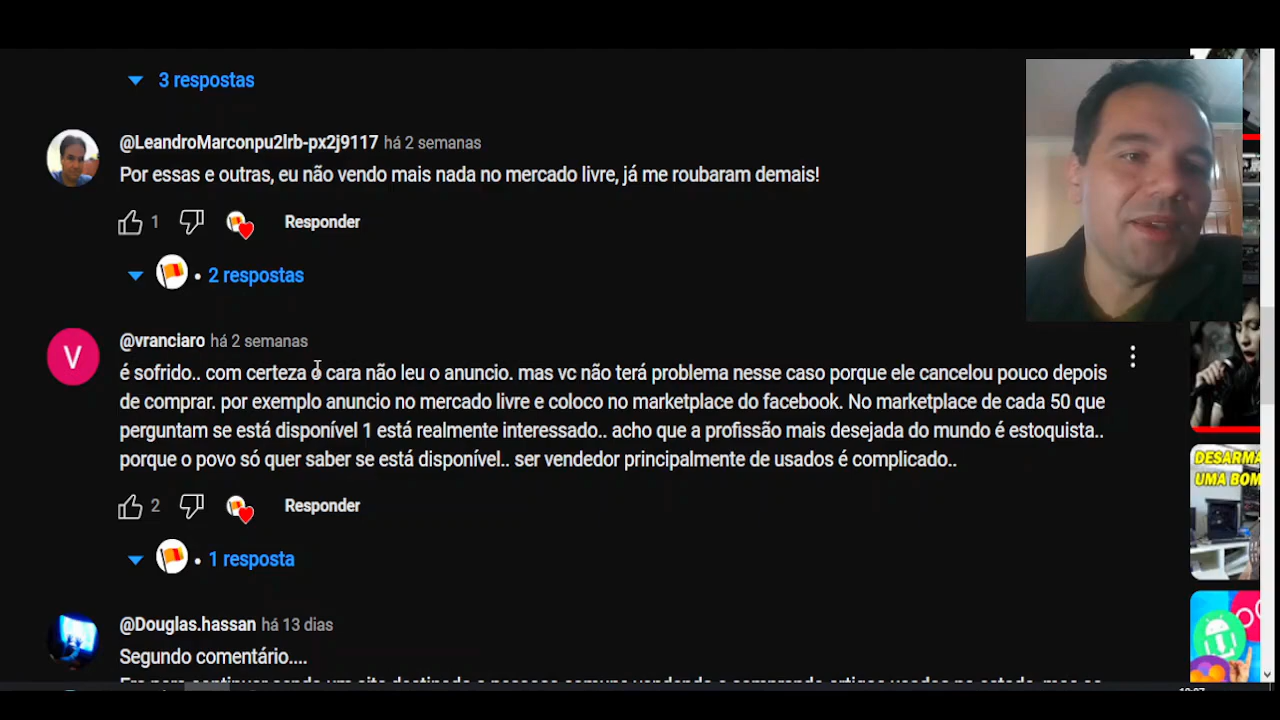 3 respostas
@LeandroMarconpu2lrb-px2j9117 há 2 semanas
Por essas e outras, eu não vendo mais nada no mercado livre, já me roubaram demais!
1 Responder
2 respostas
V
@vranciaro há 2 semanas
é sofrido.. com certeza o cara não leu o anuncio. mas vc não terá problema nesse caso porque ele cancelou pouco depois
de comprar. por exemplo anuncio no mercado livre e coloco no marketplace do facebook. No marketplace de cada 50 que
perguntam se está disponível 1 está realmente interessado.. acho que a profissão mais desejada do mundo é estoquista..
porque o povo só quer saber se está disponível.. ser vendedor principalmente de usados é complicado..
2 Responder
1 resposta
@Douglas.hassan há 13 dias
Segundo comentário....
DESARMA
UMA BOM